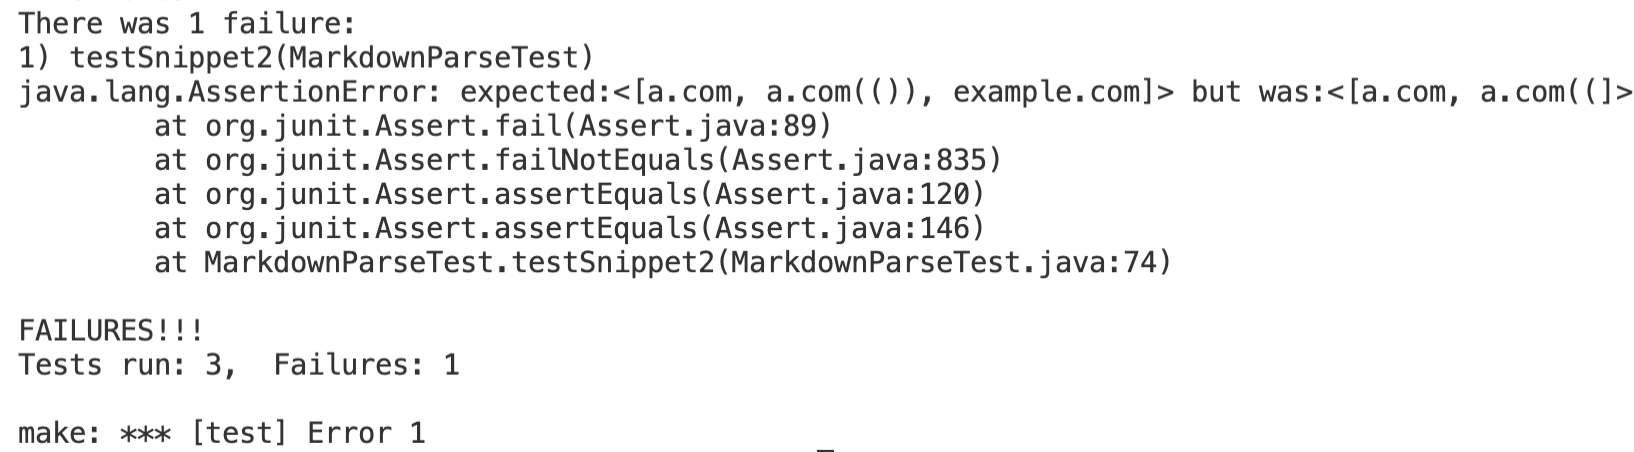 There was 1 failure:
1) testSnippet2(MarkdownParseTest)
java.lang.AssertionError: expected:<[a.com, a.com(()), example.com]> but was:<[a.com, a.com((]>
        at org.junit.Assert.fail(Assert.java:89)
        at org.junit.Assert.failNotEquals(Assert.java:835)
        at org.junit.Assert.assertEquals(Assert.java:120)
        at org.junit.Assert.assertEquals(Assert.java:146)
        at MarkdownParseTest.testSnippet2(MarkdownParseTest.java:74)

FAILURES!!!
Tests run: 3,  Failures: 1

make: *** [test] Error 1